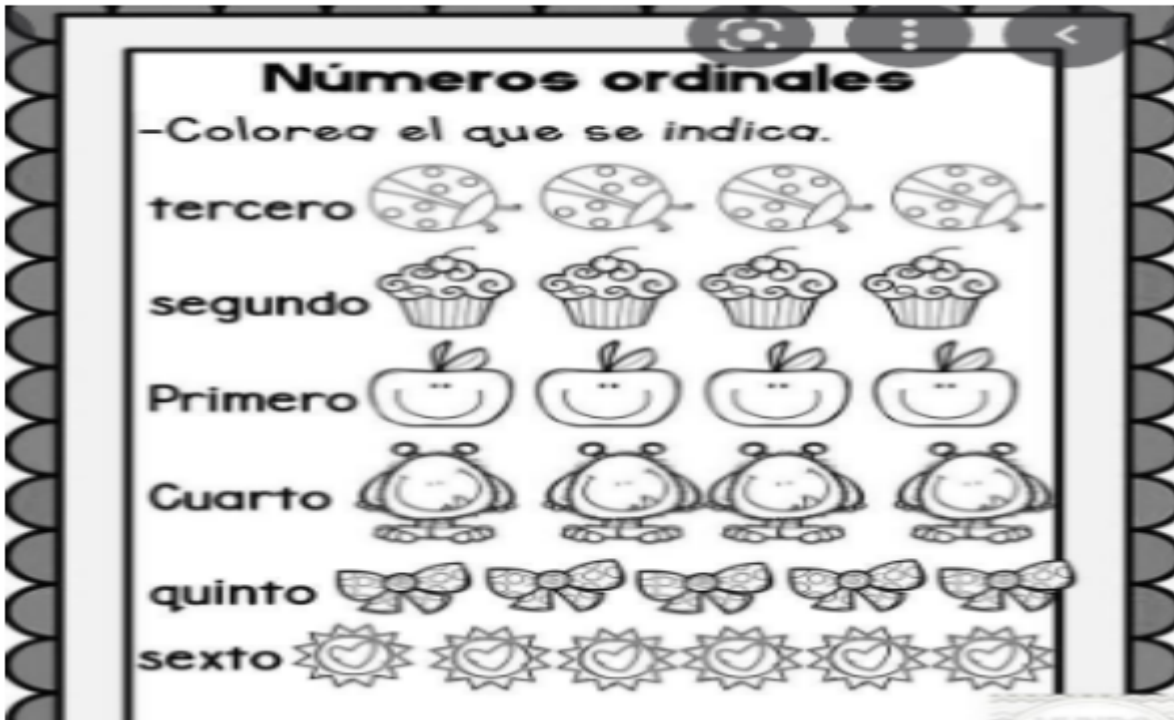 Números ordinales
-Colorea el que se indica.
tercero
segundo
Primero
Cuarto
quinto
sexto